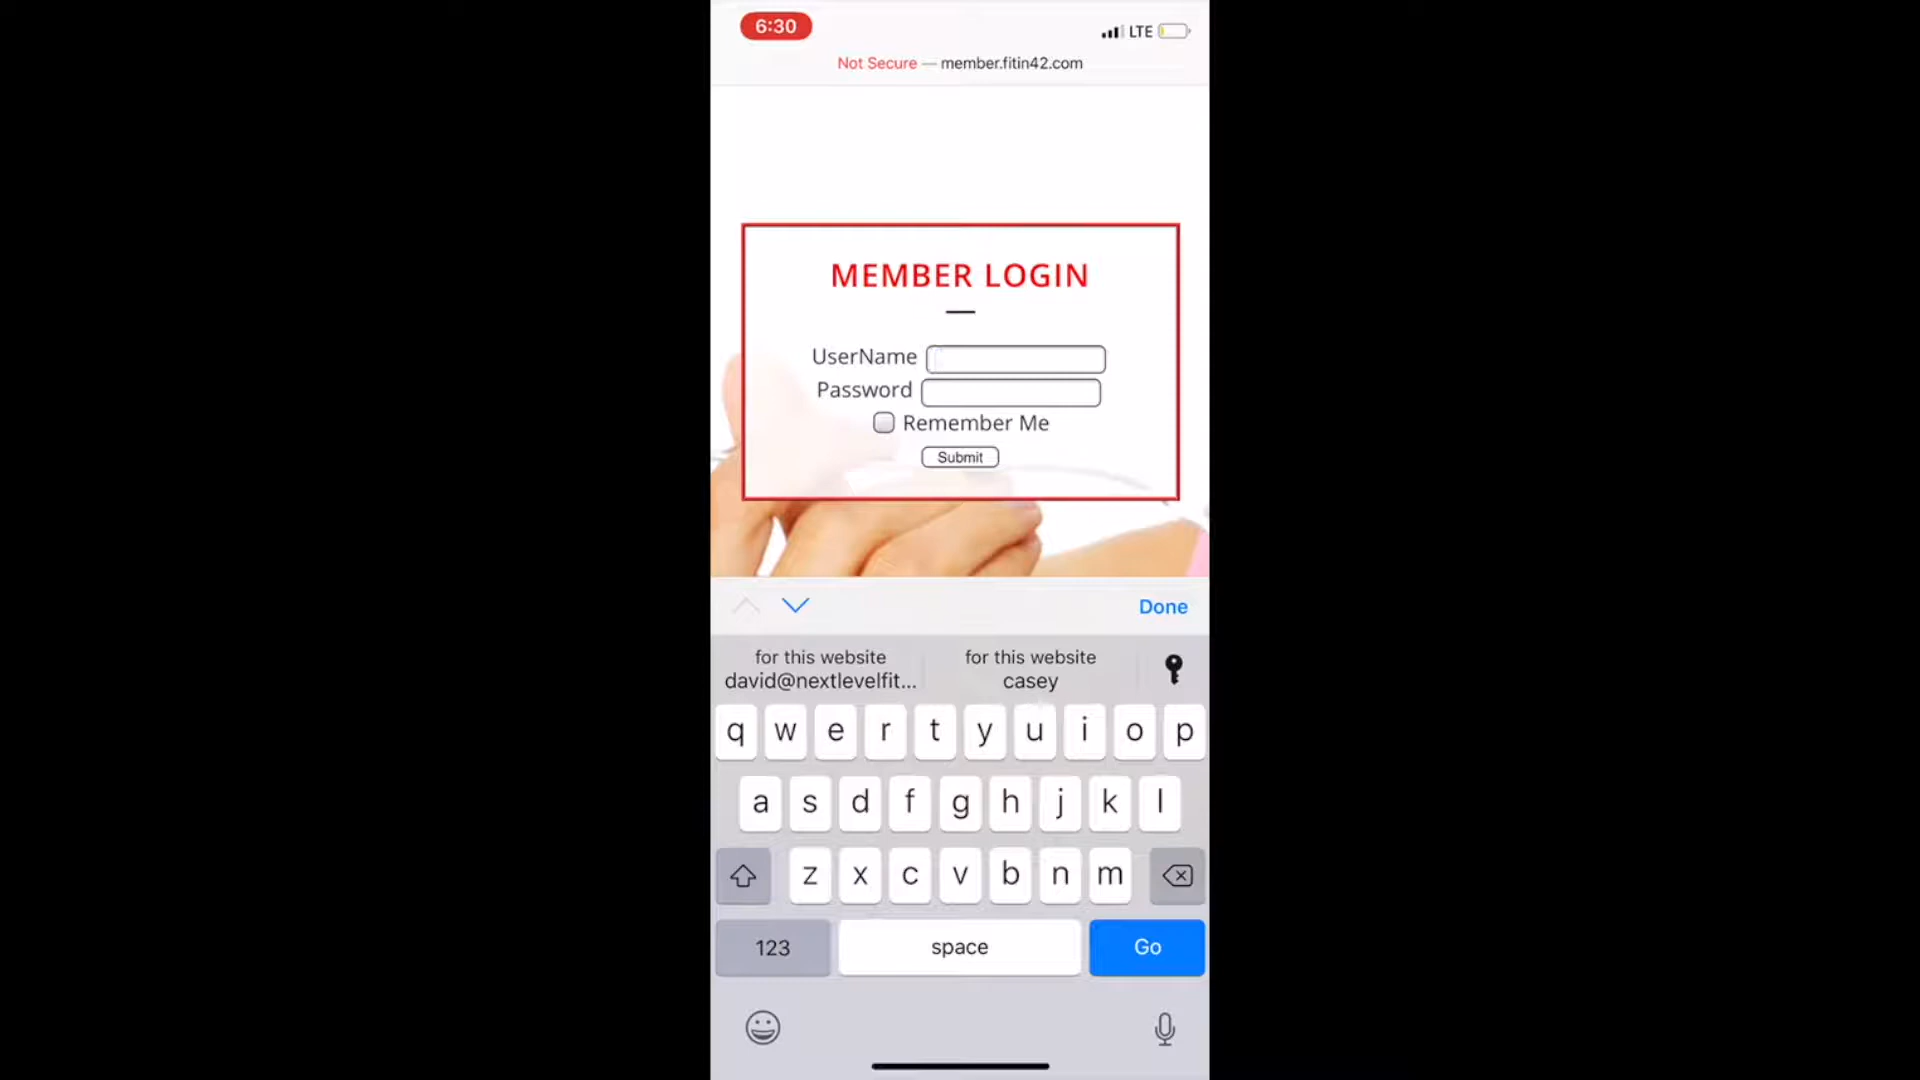 6:30
LTE
Not Secure — member.fitin42.com
MEMBER LOGIN
UserName
Password
Remember Me
Submit
Done
for this website for this website
david@nextlevelfit... casey
q w e r t y u i o p
a s d f g h j k l
z x c v b n m
123 space Go